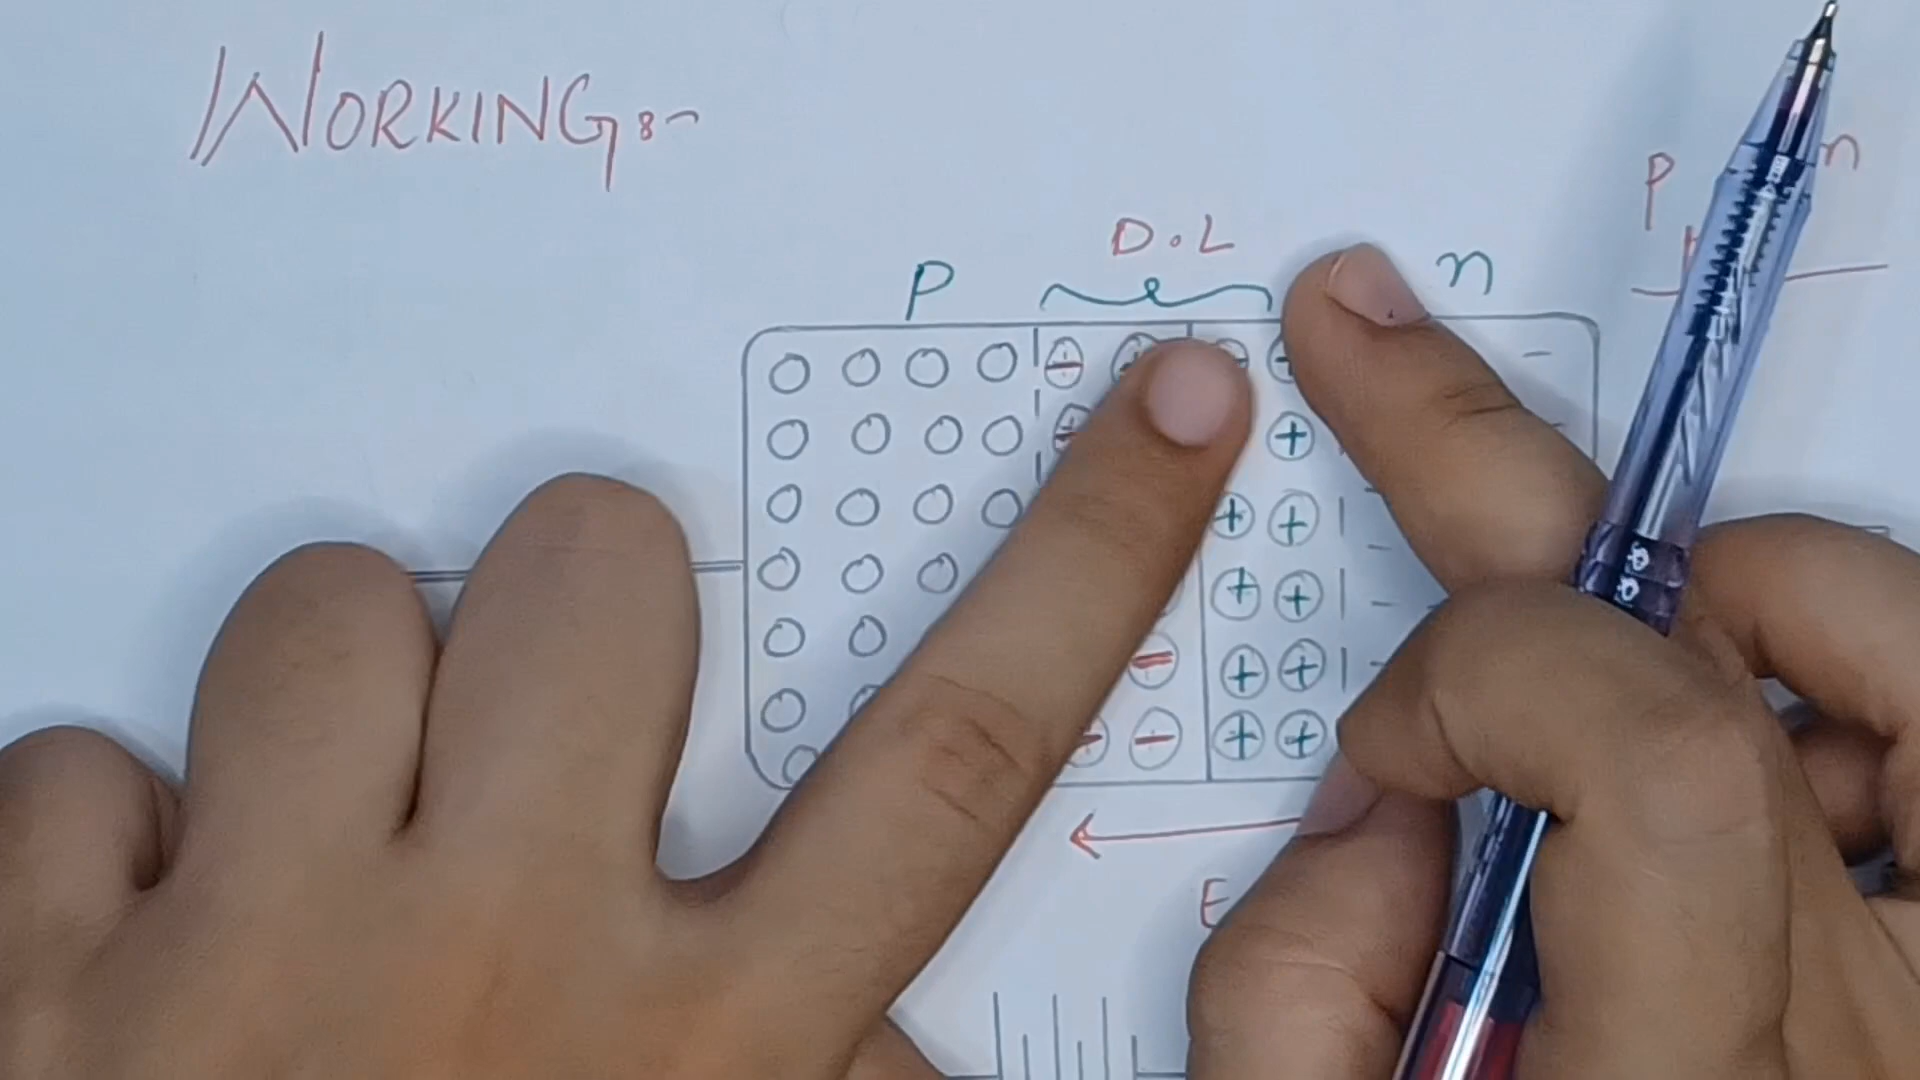 WORKING :-
D.L
P n
P n
E